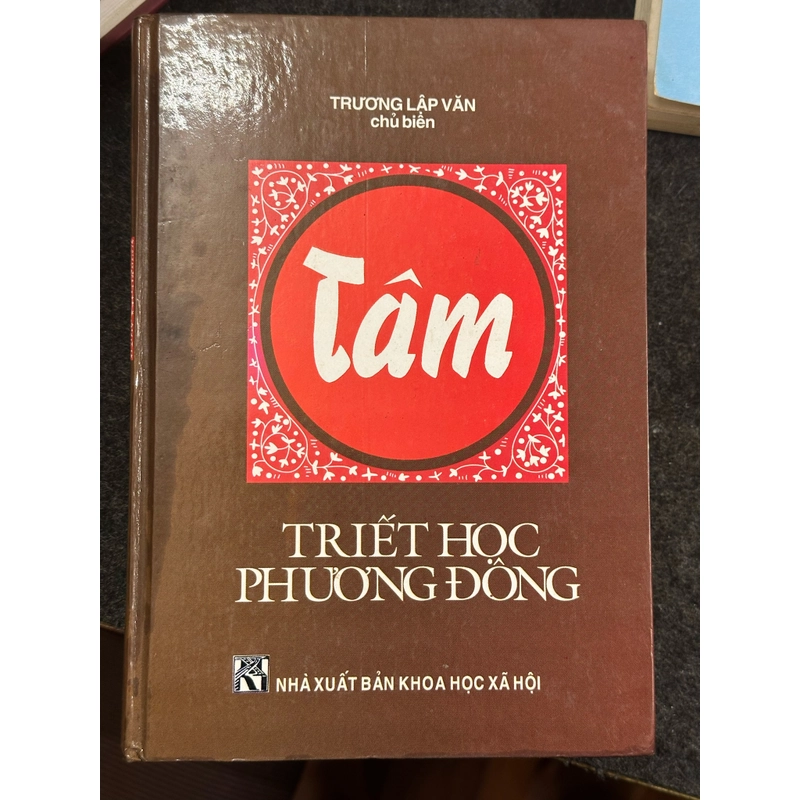 TRƯƠNG LẬP VĂN
chủ biên
Tâm
TRIẾT HỌC
PHƯƠNG ĐÔNG
NHÀ XUẤT BẢN KHOA HỌC XÃ HỘI